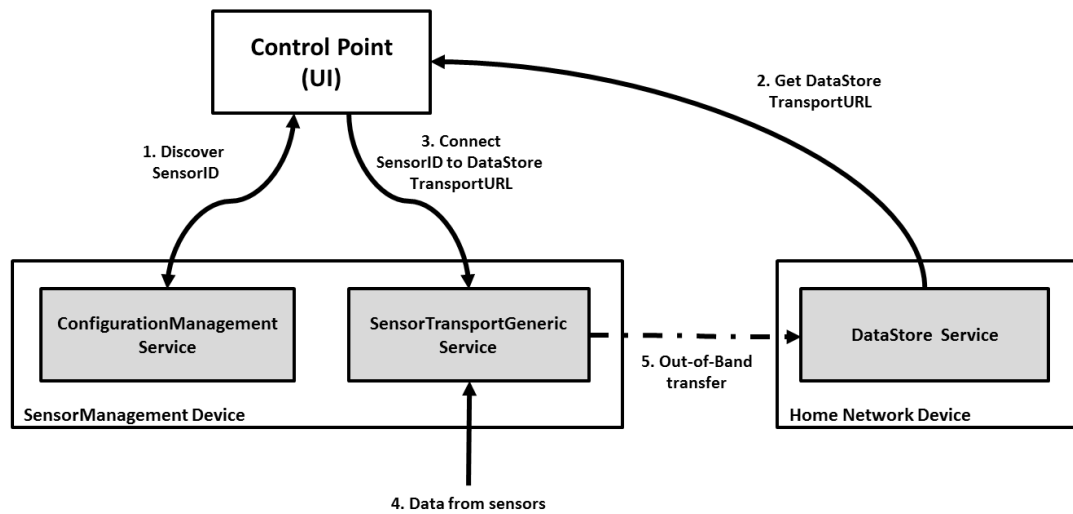 Control Point
(UI)
2. Get DataStore
TransportURL
1. Discover
SensorID
3. Connect
SensorID to DataStore
TransportURL
ConfigurationManagement
Service
SensorTransportGeneric
Service
DataStore Service
5. Out-of-Band
transfer
SensorManagement Device
Home Network Device
4. Data from sensors